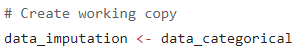 # Create working copy
data_imputation <- data_categorical